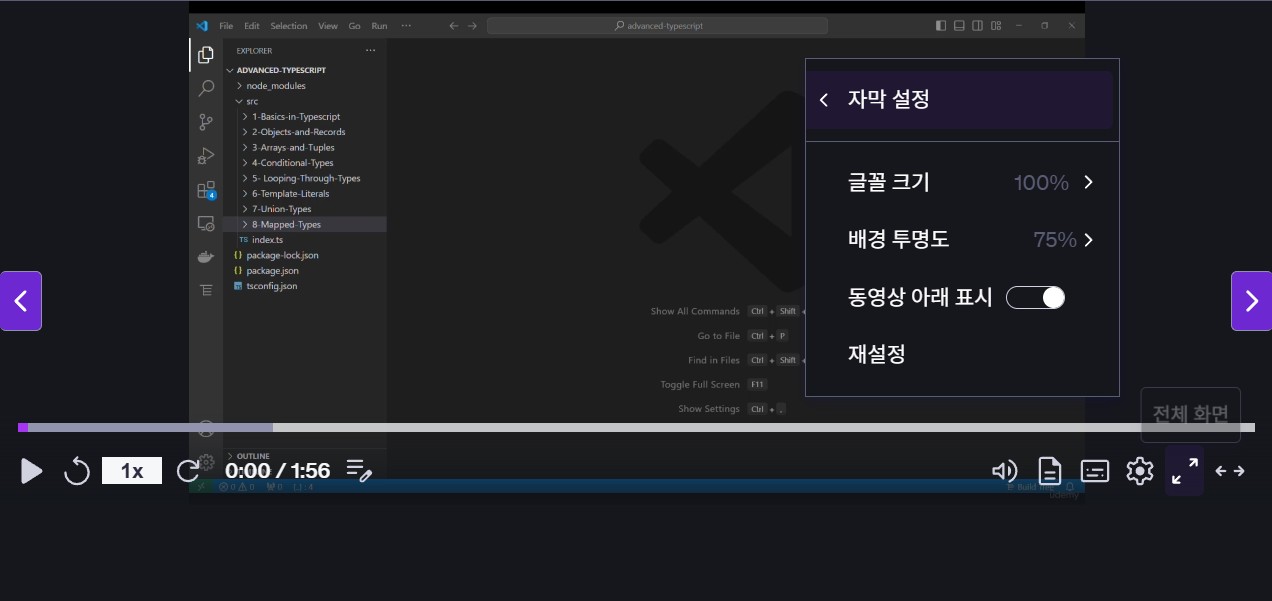 File Edit Selection View Go Run ···
advanced-typescript
EXPLORER ···
ADVANCED-TYPESCRIPT
node_modules
src
1-Basics-in-Typescript
2-Objects-and-Records
3-Arrays-and-Tuples
4-Conditional-Types
5- Looping-Through-Types
6-Template-Literals
7-Union-Types
8-Mapped-Types
TS index.ts
{} package-lock.json
{} package.json
tsconfig.json
4
OUTLINE
Show All Commands Ctrl + Shift +
Go to File Ctrl + P
Find in Files Ctrl + Shift +
Toggle Full Screen F11
Show Settings Ctrl + ,
자막 설정
글꼴 크기 100%
배경 투명도 75%
동영상 아래 표시
재설정
전체 화면
1x
0:00 / 1:56
udemy